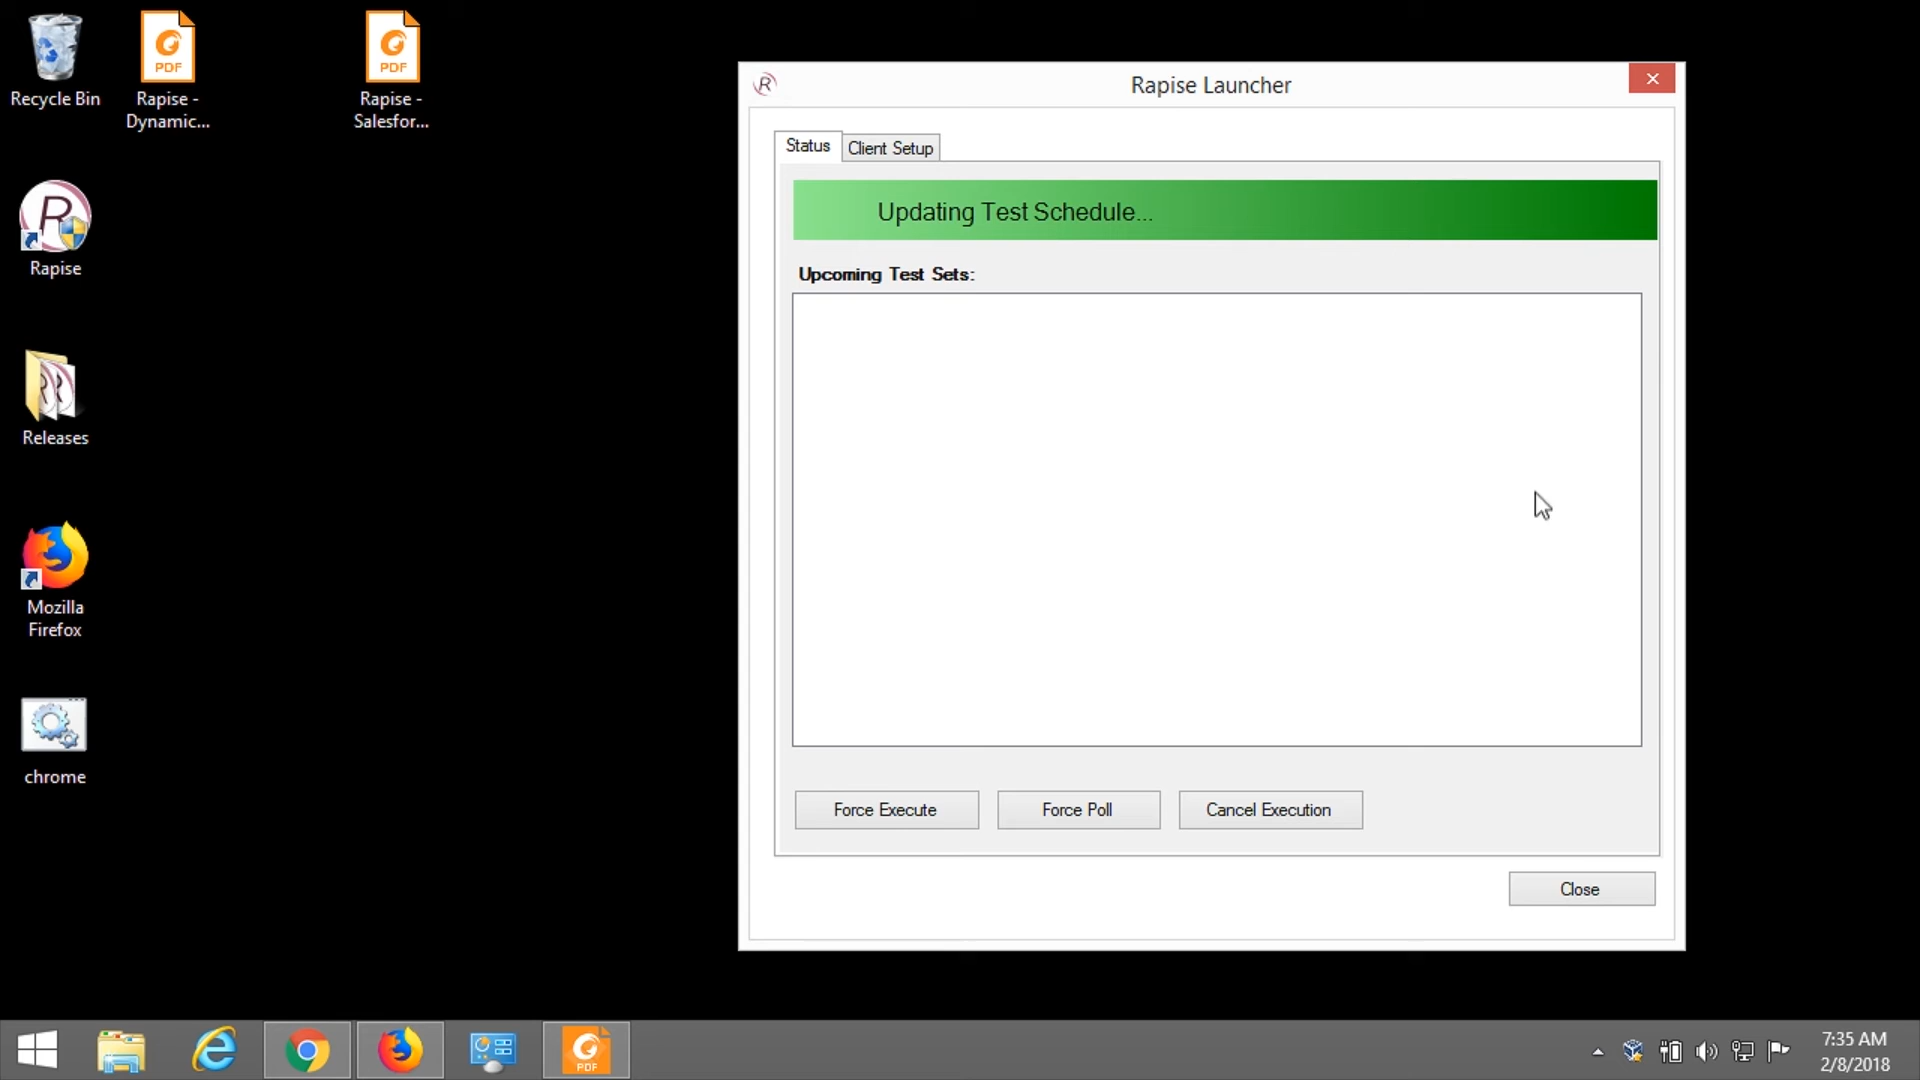 Recycle Bin
PDF
Rapise -
Dynamic...
PDF
Rapise -
Salesfor...
R
Rapise
Releases
Mozilla
Firefox
chrome
R
Rapise Launcher
Status
Client Setup
Updating Test Schedule...
Upcoming Test Sets:
Force Execute
Force Poll
Cancel Execution
Close
PDF
7:35 AM
2/8/2018